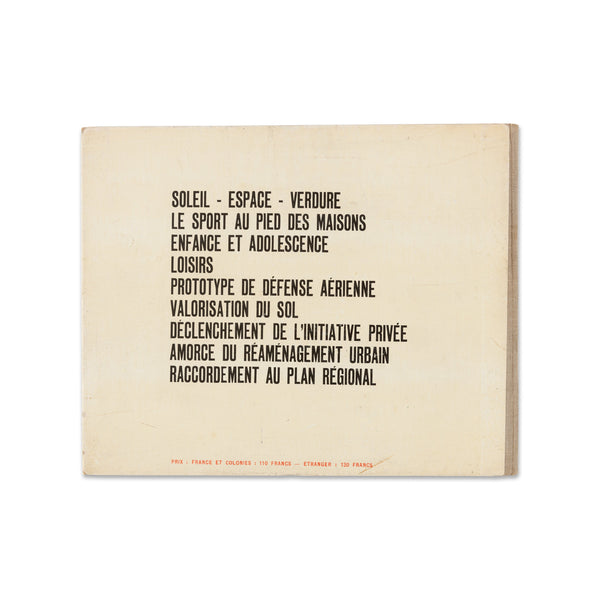 SOLEIL - ESPACE - VERDURE
LE SPORT AU PIED DES MAISONS
ENFANCE ET ADOLESCENCE
LOISIRS
PROTOTYPE DE DÉFENSE AÉRIENNE
VALORISATION DU SOL
DÉCLENCHEMENT DE L'INITIATIVE PRIVÉE
AMORCE DU RÉAMÉNAGEMENT URBAIN
RACCORDEMENT AU PLAN RÉGIONAL
PRIX : FRANCE ET COLONIES : 110 FRANCS — ETRANGER : 130 FRANCS